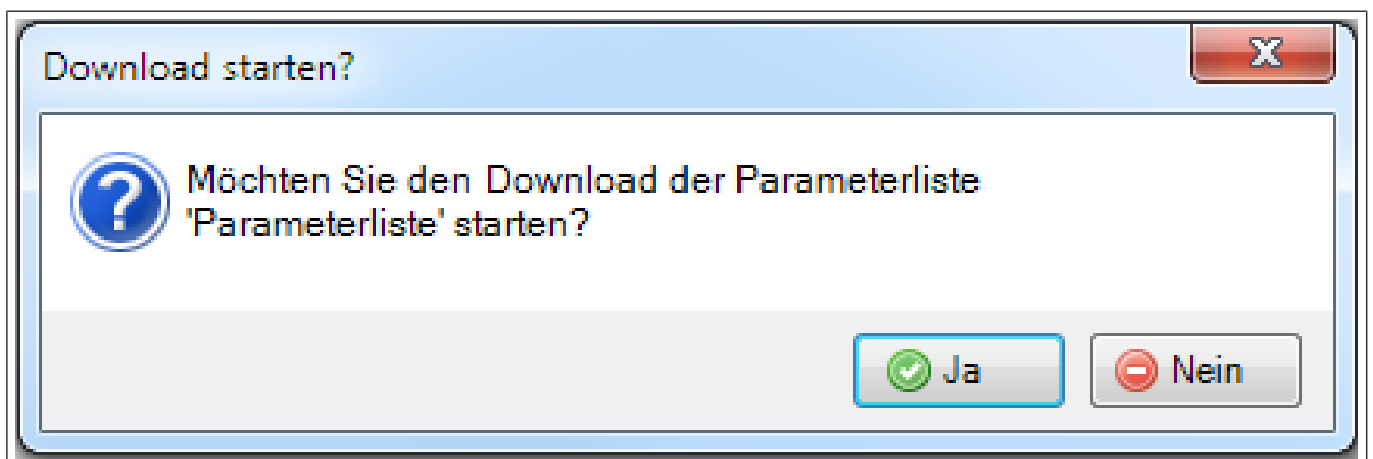 Download starten?
Möchten Sie den Download der Parameterliste
'Parameterliste' starten?
Ja
Nein